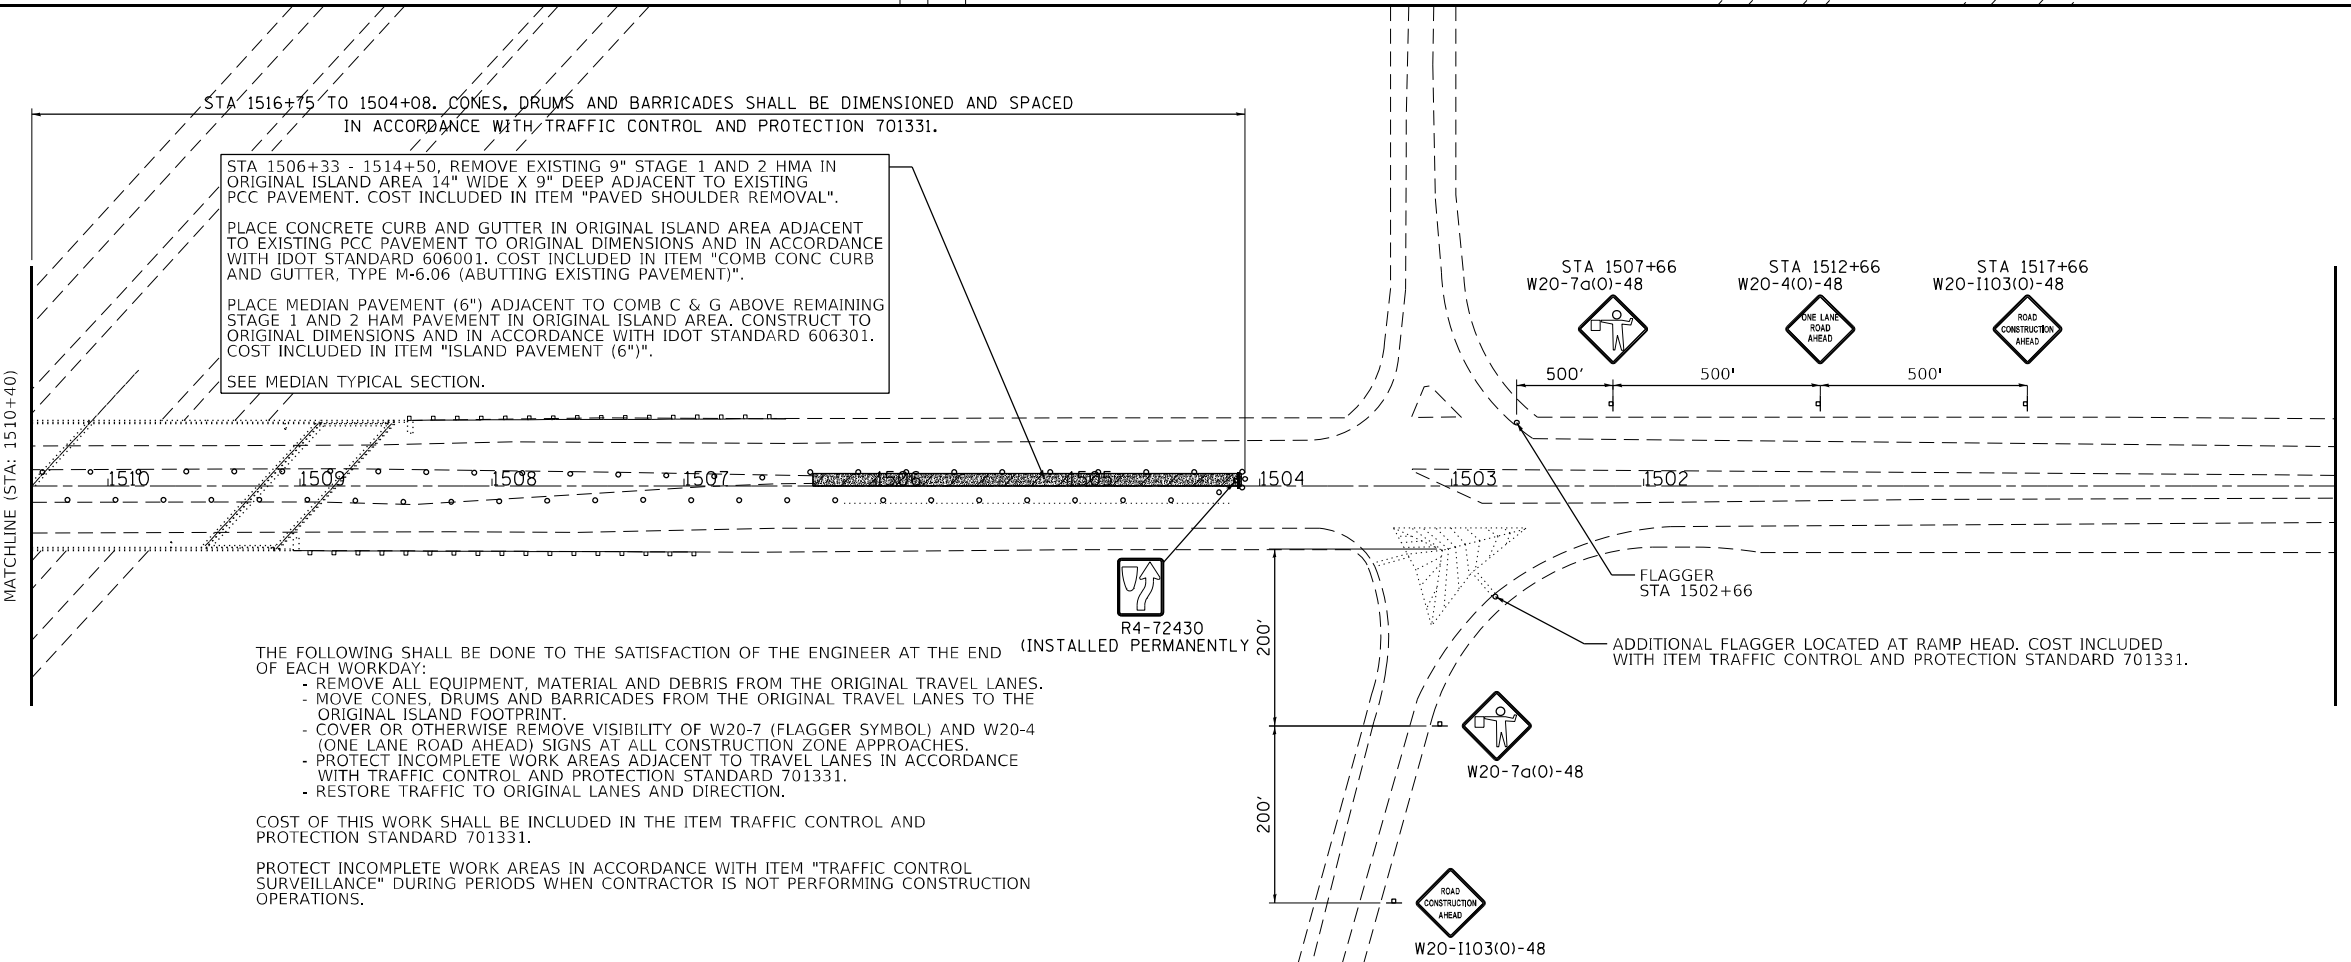 STA 1516+75 TO 1504+08. CONES, DRUMS AND BARRICADES SHALL BE DIMENSIONED AND SPACED
IN ACCORDANCE WITH TRAFFIC CONTROL AND PROTECTION 701331.
STA 1506+33 - 1514+50, REMOVE EXISTING 9" STAGE 1 AND 2 HMA IN
ORIGINAL ISLAND AREA 14" WIDE X 9" DEEP ADJACENT TO EXISTING
PCC PAVEMENT. COST INCLUDED IN ITEM "PAVED SHOULDER REMOVAL".
PLACE CONCRETE CURB AND GUTTER IN ORIGINAL ISLAND AREA ADJACENT
TO EXISTING PCC PAVEMENT TO ORIGINAL DIMENSIONS AND IN ACCORDANCE
WITH IDOT STANDARD 606001. COST INCLUDED IN ITEM "COMB CONC CURB
AND GUTTER, TYPE M-6.06 (ABUTTING EXISTING PAVEMENT)".
PLACE MEDIAN PAVEMENT (6") ADJACENT TO COMB C & G ABOVE REMAINING
STAGE 1 AND 2 HAM PAVEMENT IN ORIGINAL ISLAND AREA. CONSTRUCT TO
ORIGINAL DIMENSIONS AND IN ACCORDANCE WITH IDOT STANDARD 606301.
COST INCLUDED IN ITEM "ISLAND PAVEMENT (6")".
SEE MEDIAN TYPICAL SECTION.
STA 1507+66
W20-7a(O)-48
STA 1512+66
W20-4(O)-48
STA 1517+66
W20-I103(O)-48
ONE LANE
ROAD
AHEAD
ROAD
CONSTRUCTION
AHEAD
500'
500'
500'
MATCHLINE (STA: 1510+40)
1510
1509
1508
1507
1506
1505
1504
1503
1502
FLAGGER
STA 1502+66
R4-72430
(INSTALLED PERMANENTLY
200'
ADDITIONAL FLAGGER LOCATED AT RAMP HEAD. COST INCLUDED
WITH ITEM TRAFFIC CONTROL AND PROTECTION STANDARD 701331.
THE FOLLOWING SHALL BE DONE TO THE SATISFACTION OF THE ENGINEER AT THE END
OF EACH WORKDAY:
- REMOVE ALL EQUIPMENT, MATERIAL AND DEBRIS FROM THE ORIGINAL TRAVEL LANES.
- MOVE CONES, DRUMS AND BARRICADES FROM THE ORIGINAL TRAVEL LANES TO THE
ORIGINAL ISLAND FOOTPRINT.
- COVER OR OTHERWISE REMOVE VISIBILITY OF W20-7 (FLAGGER SYMBOL) AND W20-4
(ONE LANE ROAD AHEAD) SIGNS AT ALL CONSTRUCTION ZONE APPROACHES.
- PROTECT INCOMPLETE WORK AREAS ADJACENT TO TRAVEL LANES IN ACCORDANCE
WITH TRAFFIC CONTROL AND PROTECTION STANDARD 701331.
- RESTORE TRAFFIC TO ORIGINAL LANES AND DIRECTION.
COST OF THIS WORK SHALL BE INCLUDED IN THE ITEM TRAFFIC CONTROL AND
PROTECTION STANDARD 701331.
PROTECT INCOMPLETE WORK AREAS IN ACCORDANCE WITH ITEM "TRAFFIC CONTROL
SURVEILLANCE" DURING PERIODS WHEN CONTRACTOR IS NOT PERFORMING CONSTRUCTION
OPERATIONS.
W20-7a(O)-48
200'
ROAD
CONSTRUCTION
AHEAD
W20-I103(O)-48